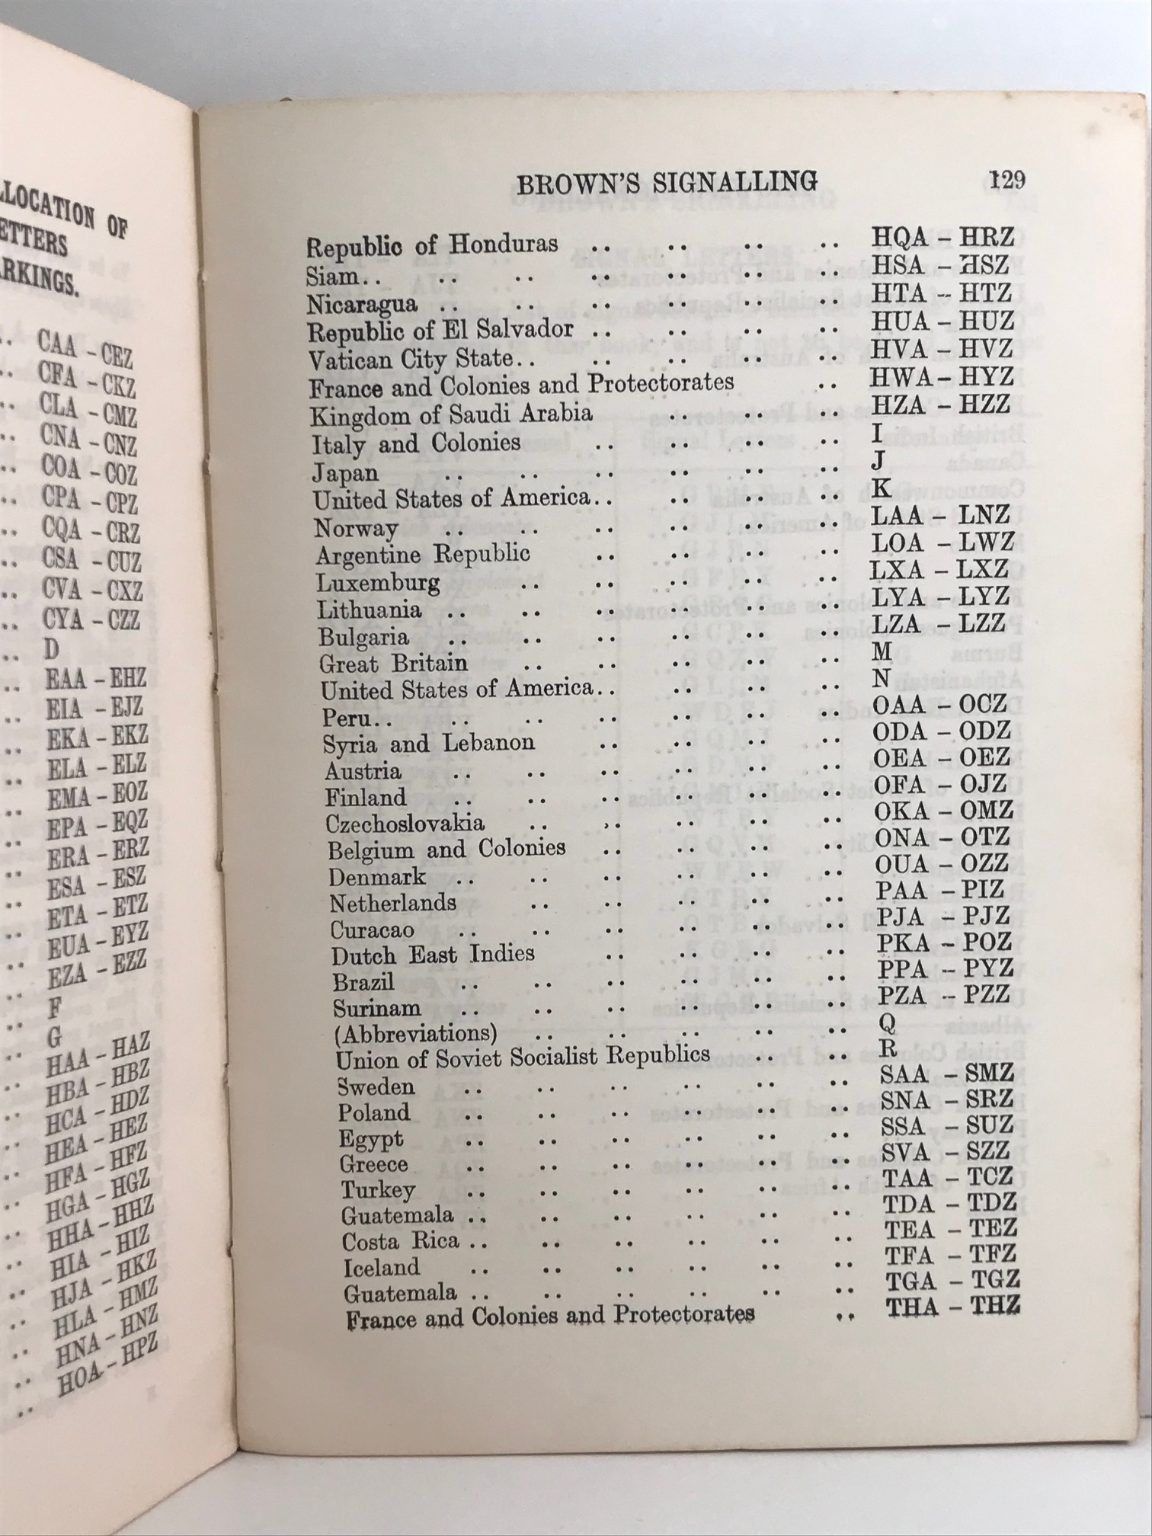 LLOCATION OF
ETTERS
ARKINGS.
.. CAA - CEZ
.. CFA - CKZ
.. CLA - CMZ
.. CNA - CNZ
.. COA - COZ
.. CPA - CPZ
.. CQA - CRZ
.. CSA - CUZ
.. CVA - CXZ
.. CYA - CZZ
.. D
.. EAA - EHZ
.. EIA - EJZ
.. EKA - EKZ
.. ELA - ELZ
.. EMA - EOZ
.. EPA - EQZ
.. ERA - ERZ
.. ESA - ESZ
.. ETA - ETZ
.. EUA - EYZ
.. EZA - EZZ
.. F
.. G
.. HAA - HAZ
.. HBA - HBZ
.. HCA - HDZ
.. HEA - HEZ
.. HFA - HFZ
.. HGA - HGZ
.. HHA - HHZ
.. HIA - HIZ
.. HJA - HKZ
.. HLA - HMZ
.. HNA - HNZ
.. HOA - HPZ
BROWN'S SIGNALLING 129
Republic of Honduras .. .. .. .. HQA - HRZ
Siam.. .. .. .. .. .. HSA - HSZ
Nicaragua .. .. .. .. .. .. HTA - HTZ
Republic of El Salvador .. .. .. .. HUA - HUZ
Vatican City State.. .. .. .. .. HVA - HVZ
France and Colonies and Protectorates .. HWA - HYZ
Kingdom of Saudi Arabia .. .. .. HZA - HZZ
Italy and Colonies .. .. .. .. I
Japan .. .. .. .. .. .. J
United States of America.. .. .. .. K
Norway .. .. .. .. .. .. LAA - LNZ
Argentine Republic .. .. .. .. LOA - LWZ
Luxemburg .. .. .. .. .. LXA - LXZ
Lithuania .. .. .. .. .. .. LYA - LYZ
Bulgaria .. .. .. .. .. .. LZA - LZZ
Great Britain .. .. .. .. .. M
United States of America.. .. .. .. N
Peru.. .. .. .. .. .. .. OAA - OCZ
Syria and Lebanon .. .. .. .. ODA - ODZ
Austria .. .. .. .. .. .. OEA - OEZ
Finland .. .. .. .. .. .. OFA - OJZ
Czechoslovakia .. .. .. .. .. OKA - OMZ
Belgium and Colonies .. .. .. .. ONA - OTZ
Denmark .. .. .. .. .. .. OUA - OZZ
Netherlands .. .. .. .. .. PAA - PIZ
Curacao .. .. .. .. .. .. PJA - PJZ
Dutch East Indies .. .. .. .. PKA - POZ
Brazil .. .. .. .. .. .. PPA - PYZ
Surinam .. .. .. .. .. .. PZA - PZZ
(Abbreviations) .. .. .. .. .. Q
Union of Soviet Socialist Republics .. .. R
Sweden .. .. .. .. .. .. SAA - SMZ
Poland .. .. .. .. .. .. SNA - SRZ
Egypt .. .. .. .. .. .. SSA - SUZ
Greece .. .. .. .. .. .. SVA - SZZ
Turkey .. .. .. .. .. .. TAA - TCZ
Guatemala .. .. .. .. .. .. TDA - TDZ
Costa Rica .. .. .. .. .. .. TEA - TEZ
Iceland .. .. .. .. .. .. TFA - TFZ
Guatemala .. .. .. .. .. .. TGA - TGZ
France and Colonies and Protectorates .. THA - THZ